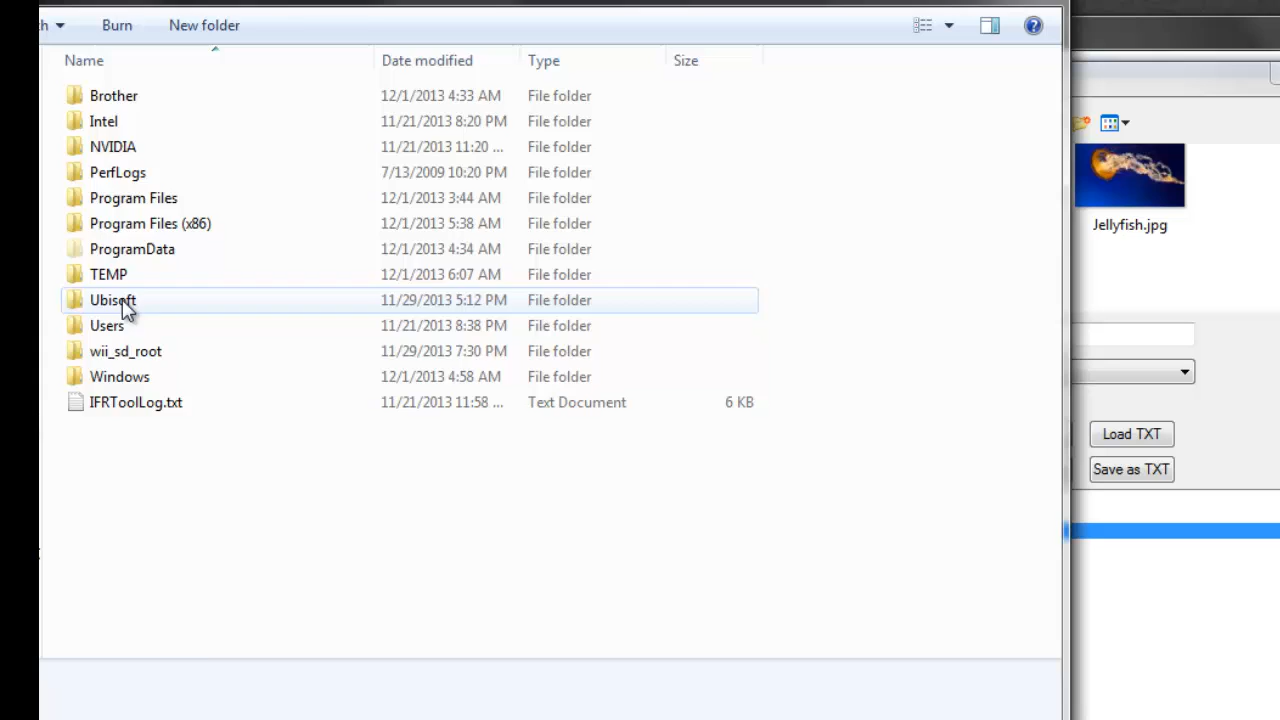 h Burn New folder
Name Date modified Type Size
Brother 12/1/2013 4:33 AM File folder
Intel 11/21/2013 8:20 PM File folder
NVIDIA 11/21/2013 11:20 ... File folder
PerfLogs 7/13/2009 10:20 PM File folder
Program Files 12/1/2013 3:44 AM File folder
Program Files (x86) 12/1/2013 5:38 AM File folder
ProgramData 12/1/2013 4:34 AM File folder
TEMP 12/1/2013 6:07 AM File folder
Ubisoft 11/29/2013 5:12 PM File folder
Users 11/21/2013 8:38 PM File folder
wii_sd_root 11/29/2013 7:30 PM File folder
Windows 12/1/2013 4:58 AM File folder
IFRToolLog.txt 11/21/2013 11:58 ... Text Document 6 KB
Jellyfish.jpg
Load TXT
Save as TXT